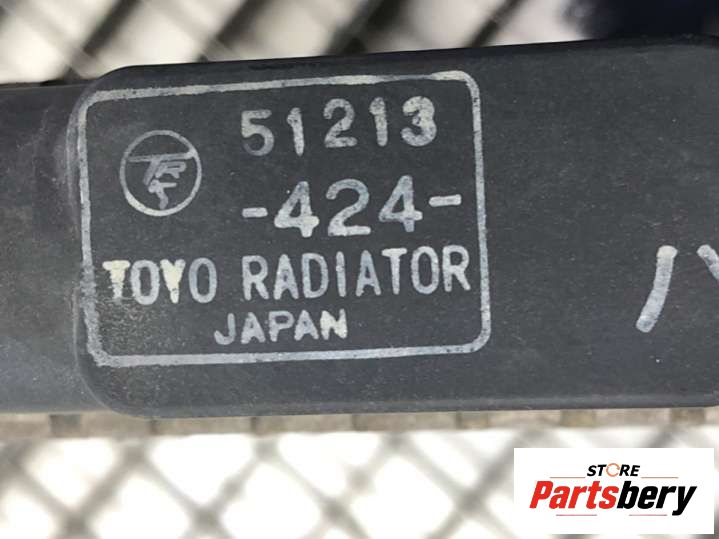 51213
-424-
TOYO RADIATOR
JAPAN
STORE
Partsbery